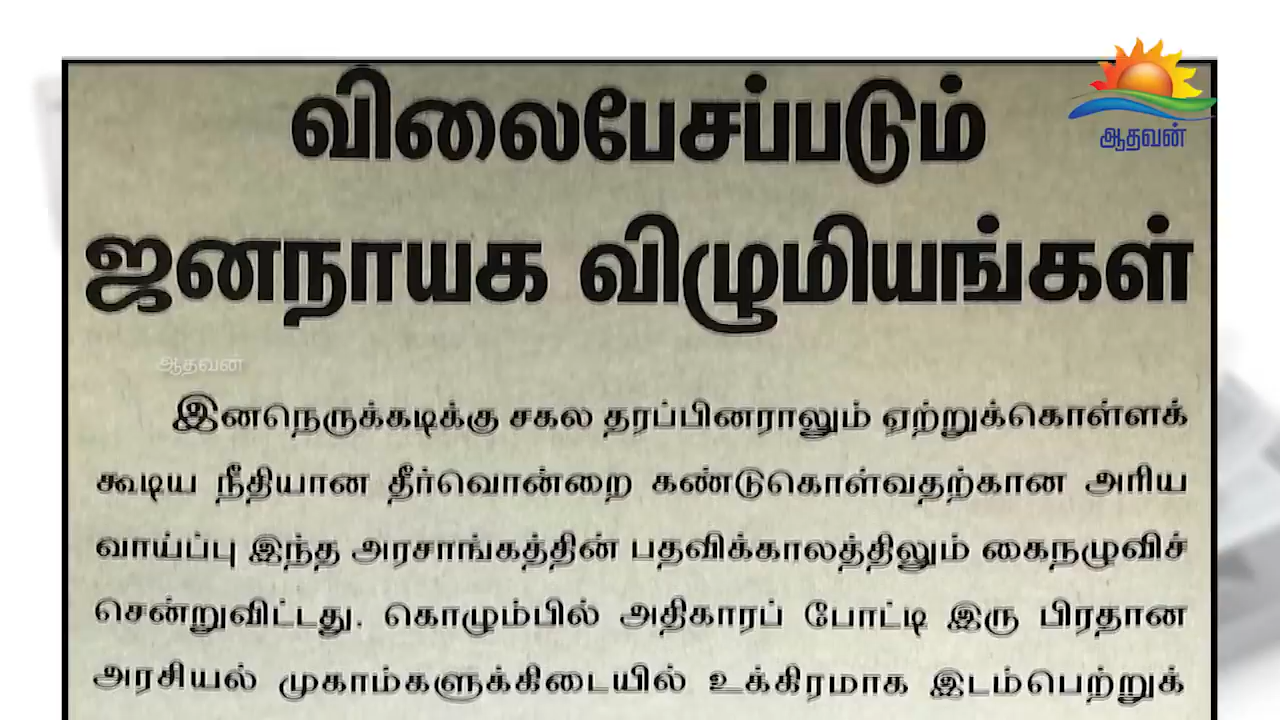 ஆதவன்
விலைபேசப்படும்
ஜனநாயக விழுமியங்கள்
ஆதவன்
இனநெருக்கடிக்கு சகல தரப்பினராலும் ஏற்றுக்கொள்ளக்
கூடிய நீதியான தீர்வொன்றை கண்டுகொள்வதற்கான அரிய
வாய்ப்பு இந்த அரசாங்கத்தின் பதவிக்காலத்திலும் கைநழுவிச்
சென்றுவிட்டது. கொழும்பில் அதிகாரப் போட்டி இரு பிரதான
அரசியல் முகாம்களுக்கிடையில் உக்கிரமாக இடம்பெற்றுக்